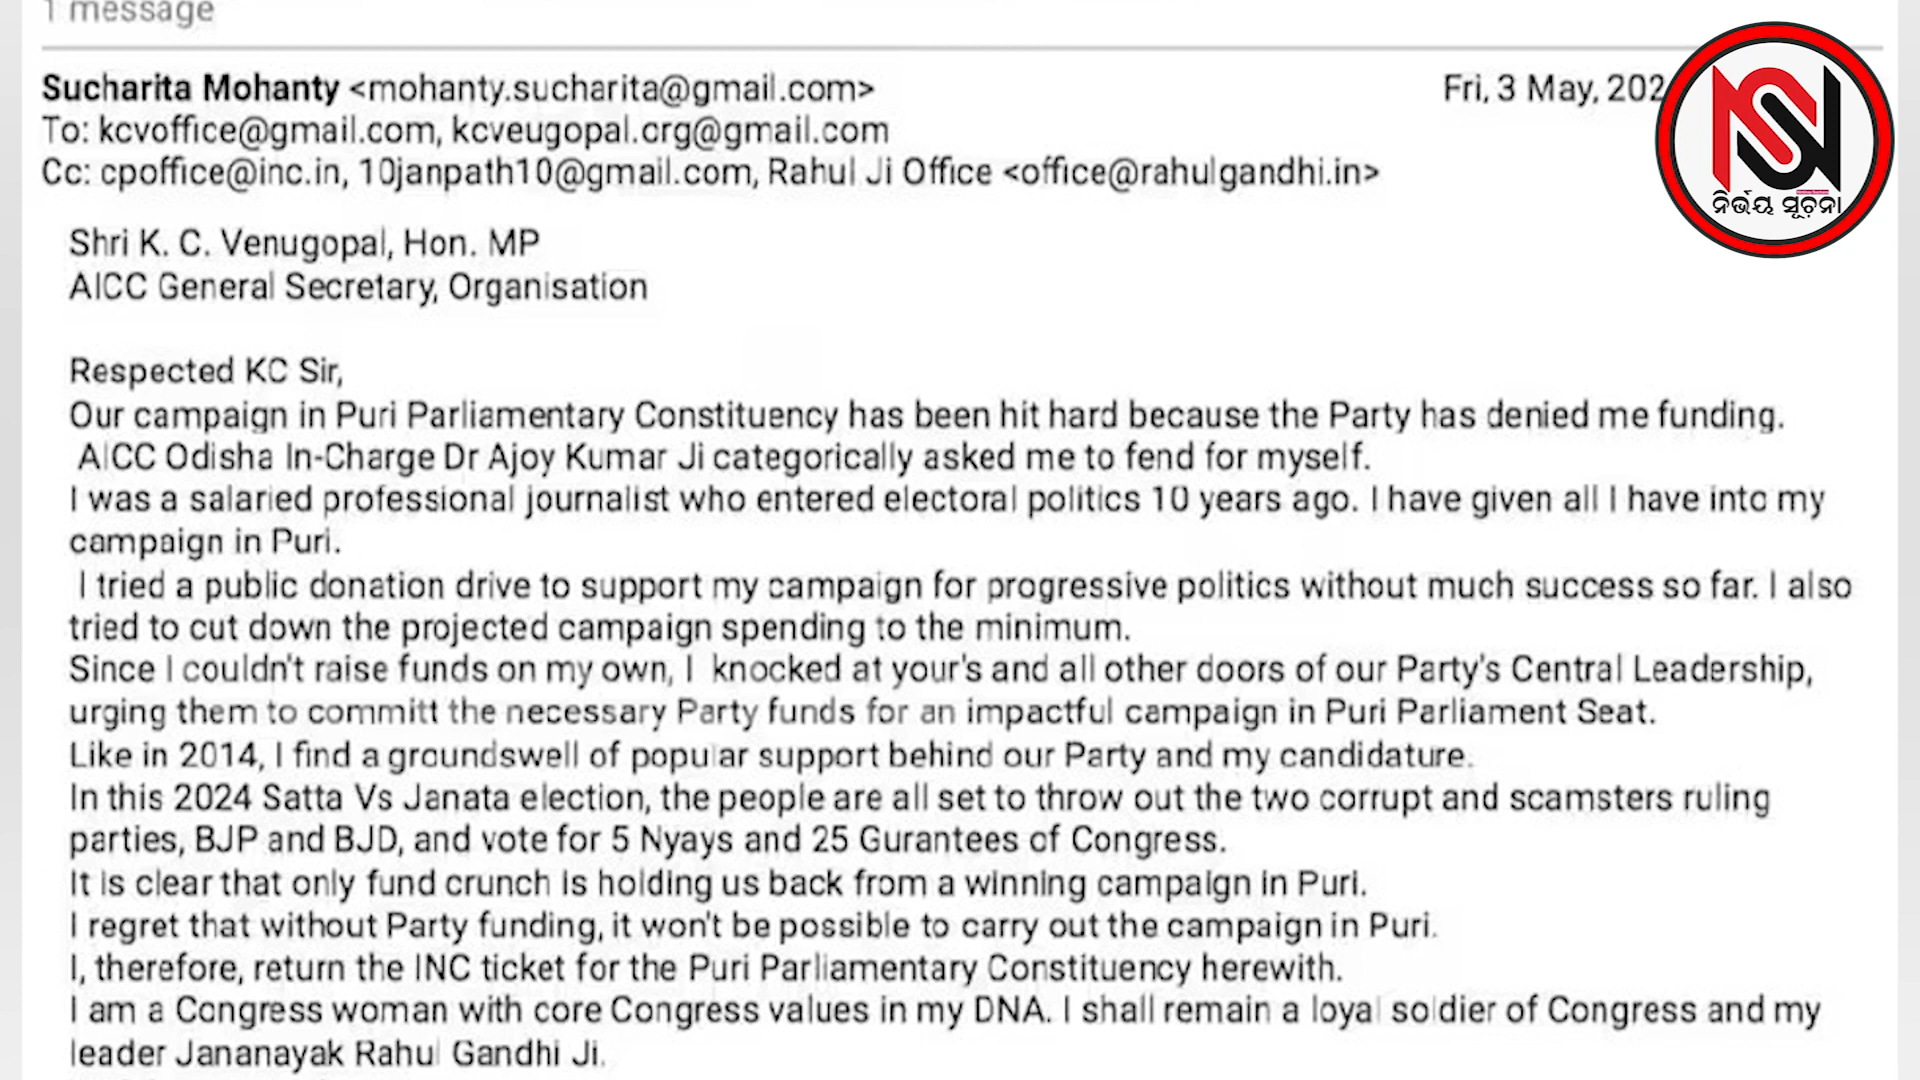 1 message
Sucharita Mohanty <mohanty.sucharita@gmail.com>
Fri, 3 May, 202
To: kcvoffice@gmail.com, kcveugopal.org@gmail.com
Cc: cpoffice@inc.in, 10janpath10@gmail.com, Rahul Ji Office <office@rahulgandhi.in>
ନିର୍ଭୟ ସୂଚନା
Shri K. C. Venugopal, Hon. MP
AICC General Secretary, Organisation
Respected KC Sir,
Our campaign in Puri Parliamentary Constituency has been hit hard because the Party has denied me funding.
AICC Odisha In-Charge Dr Ajoy Kumar Ji categorically asked me to fend for myself.
I was a salaried professional journalist who entered electoral politics 10 years ago. I have given all I have into my
campaign in Puri.
I tried a public donation drive to support my campaign for progressive politics without much success so far. I also
tried to cut down the projected campaign spending to the minimum.
Since I couldn't raise funds on my own, I knocked at your's and all other doors of our Party's Central Leadership,
urging them to committ the necessary Party funds for an impactful campaign in Puri Parliament Seat.
Like in 2014, I find a groundswell of popular support behind our Party and my candidature.
In this 2024 Satta Vs Janata election, the people are all set to throw out the two corrupt and scamsters ruling
parties, BJP and BJD, and vote for 5 Nyays and 25 Gurantees of Congress.
It is clear that only fund crunch is holding us back from a winning campaign in Puri.
I regret that without Party funding, it won't be possible to carry out the campaign in Puri.
I, therefore, return the INC ticket for the Puri Parliamentary Constituency herewith.
I am a Congress woman with core Congress values in my DNA. I shall remain a loyal soldier of Congress and my
leader Jananayak Rahul Gandhi Ji.